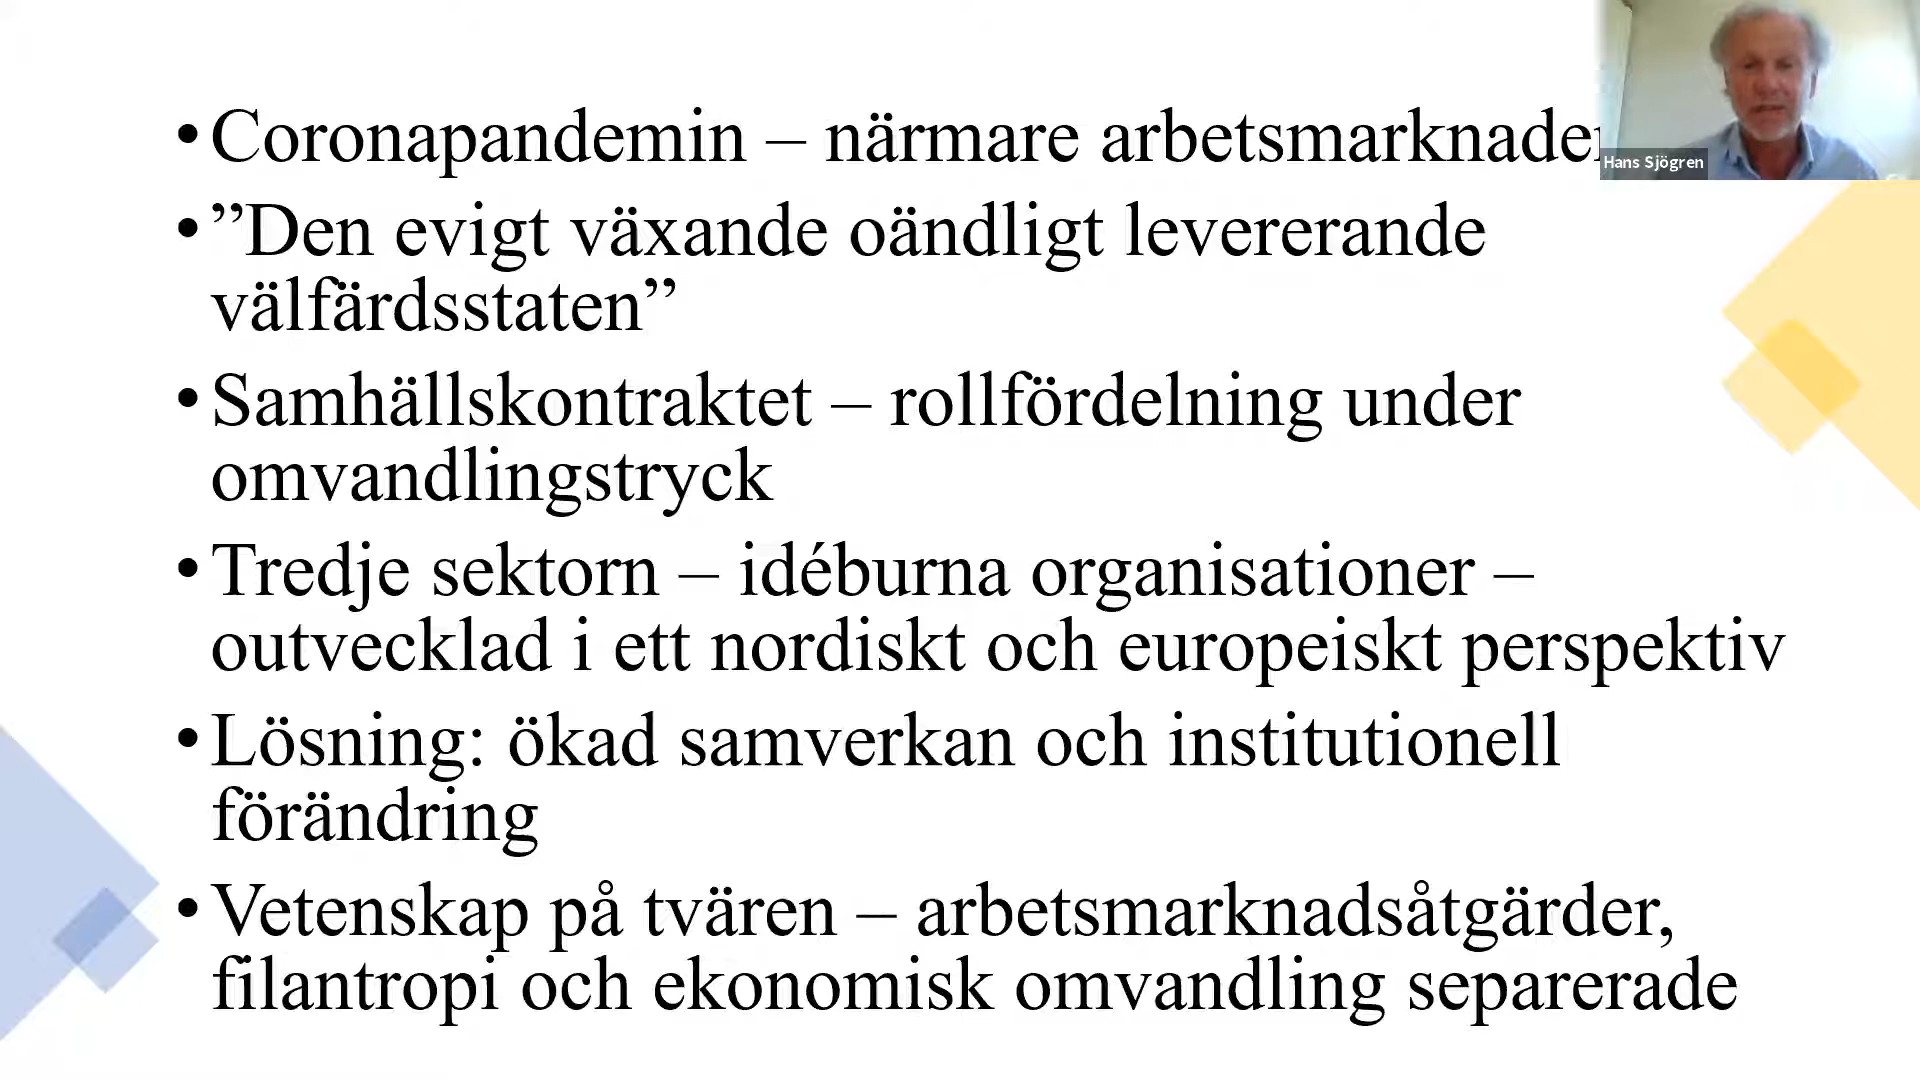 • Coronapandemin – närmare arbetsmarknaden
Hans Sjögren
• ”Den evigt växande oändligt levererande
välfärdsstaten”
• Samhällskontraktet – rollfördelning under
omvandlingstryck
• Tredje sektorn – idéburna organisationer –
outvecklad i ett nordiskt och europeiskt perspektiv
• Lösning: ökad samverkan och institutionell
förändring
• Vetenskap på tvären – arbetsmarknadsåtgärder,
filantropi och ekonomisk omvandling separerade